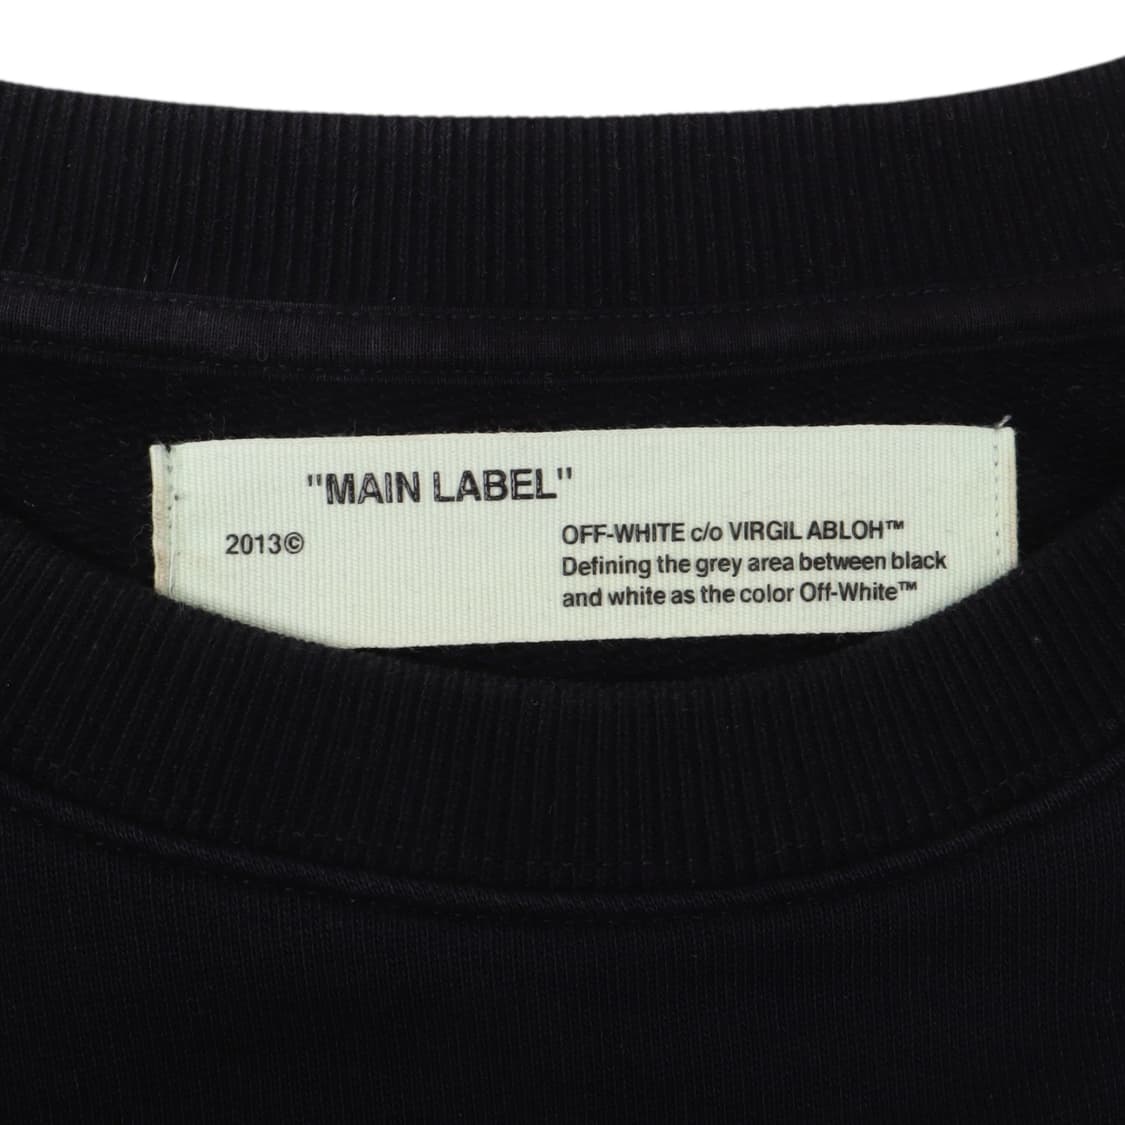 "MAIN LABEL"
2013©
OFF-WHITE c/o VIRGIL ABLOH™
Defining the grey area between black
and white as the color Off-White™